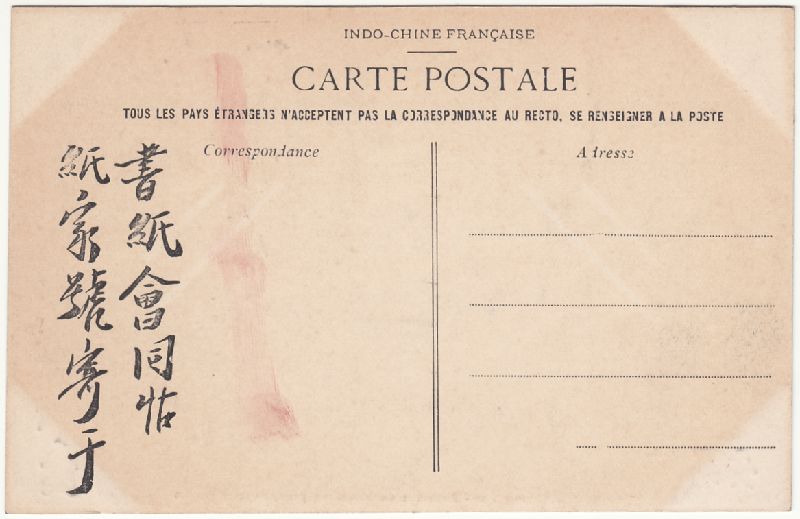 INDO-CHINE FRANÇAISE
CARTE POSTALE
TOUS LES PAYS ÉTRANGERS N'ACCEPTENT PAS LA CORRESPONDANCE AU RECTO, SE RENSEIGNER A LA POSTE
Correspondance
Adresse
書紙會同
紙家號寄于